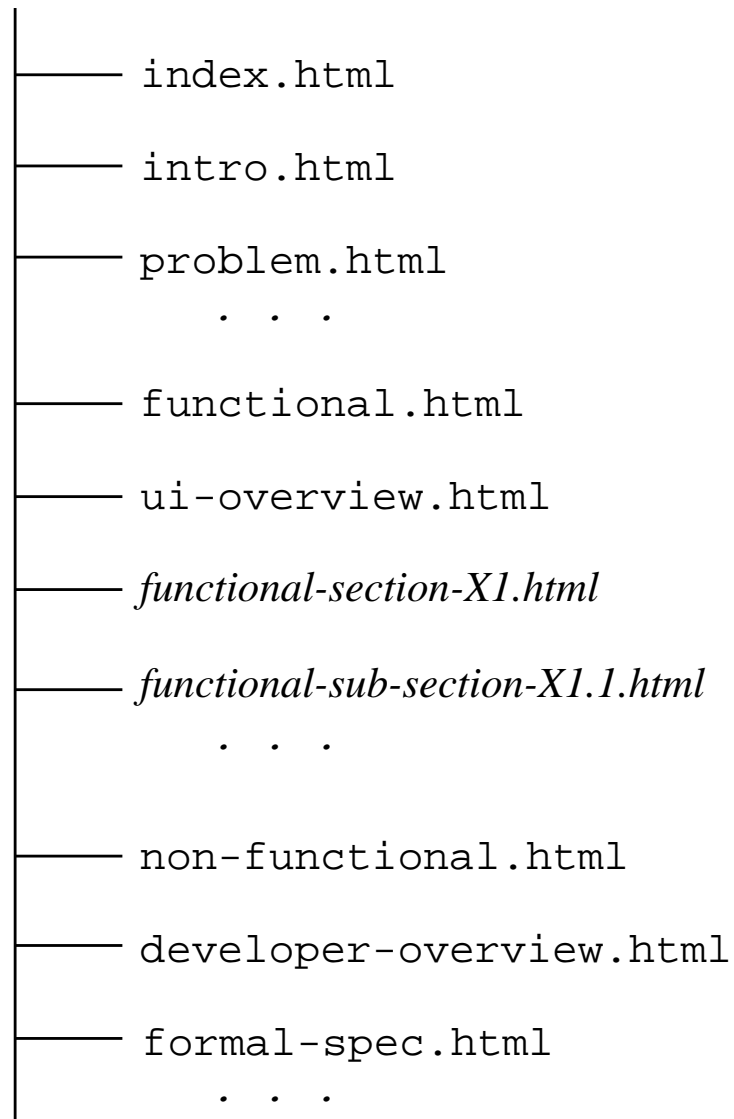 index.html
intro.html
problem.html
. . .
functional.html
ui-overview.html
functional-section-X1.html
functional-sub-section-X1.1.html
. . .
non-functional.html
developer-overview.html
formal-spec.html
. . .